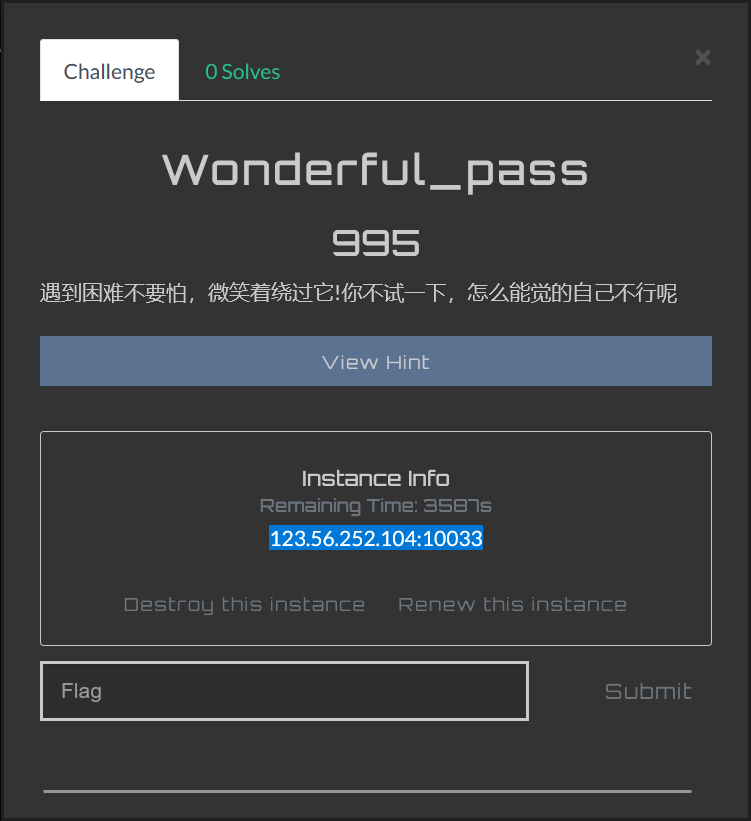 Challenge
0 Solves
×
Wonderful_pass
995
遇到困难不要怕，微笑着绕过它!你不试一下，怎么能觉的自己不行呢
View Hint
Instance Info
Remaining Time: 3587s
123.56.252.104:10033
Destroy this instance
Renew this instance
Flag
Submit